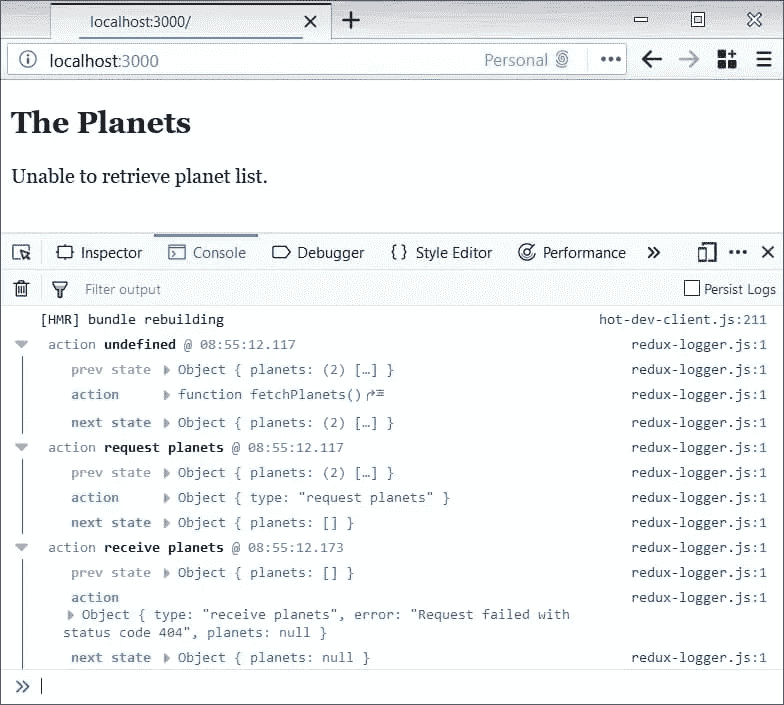 localhost:3000/
localhost:3000 Personal
The Planets
Unable to retrieve planet list.
Inspector Console Debugger {} Style Editor Performance »
Filter output Persist Logs
[HMR] bundle rebuilding hot-dev-client.js:211
action undefined @ 08:55:12.117 redux-logger.js:1
prev state Object { planets: (2) […] } redux-logger.js:1
action function fetchPlanets() redux-logger.js:1
next state Object { planets: (2) […] } redux-logger.js:1
action request planets @ 08:55:12.117 redux-logger.js:1
prev state Object { planets: (2) […] } redux-logger.js:1
action Object { type: "request planets" } redux-logger.js:1
next state Object { planets: [] } redux-logger.js:1
action receive planets @ 08:55:12.173 redux-logger.js:1
prev state Object { planets: [] } redux-logger.js:1
action redux-logger.js:1
Object { type: "receive planets", error: "Request failed with
status code 404", planets: null }
next state Object { planets: null } redux-logger.js:1
»